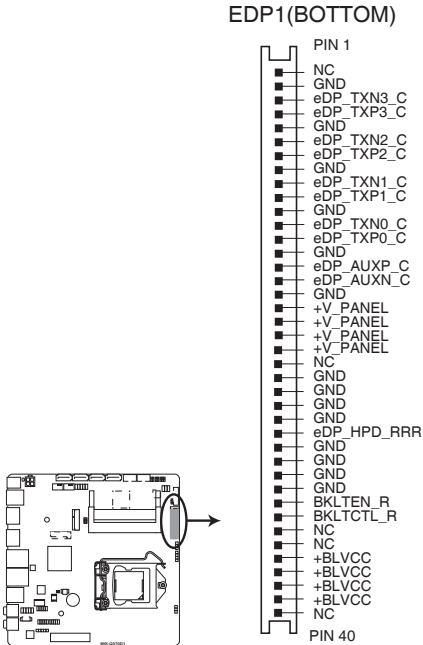 EDP1(BOTTOM)
PIN 1
NC
GND
eDP_TXN3_C
eDP_TXP3_C
GND
eDP_TXN2_C
eDP_TXP2_C
GND
eDP_TXN1_C
eDP_TXP1_C
GND
eDP_TXN0_C
eDP_TXP0_C
GND
eDP_AUXP_C
eDP_AUXN_C
GND
+V_PANEL
+V_PANEL
+V_PANEL
+V_PANEL
NC
GND
GND
GND
GND
eDP_HPD_RRR
GND
GND
GND
GND
BKLTEN_R
BKLTCTL_R
NC
NC
+BLVCC
+BLVCC
+BLVCC
+BLVCC
NC
PIN 40